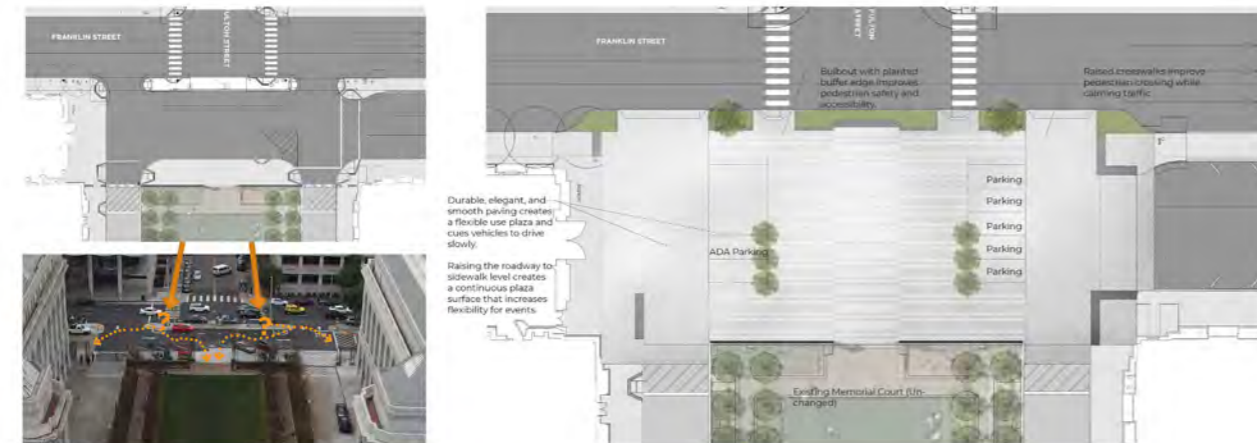 FRANKLIN STREET
FULTON STREET
?
?
FRANKLIN STREET
FULTON
Bulbout with planted
buffer edge improves
pedestrian safety and
accessibility.
Raised crosswalks improve
pedestrian crossing while
calming traffic
Durable, elegant, and
smooth paving creates
a flexible use plaza and
cues vehicles to drive
slowly.
Raising the roadway to
sidewalk level creates
a continuous plaza
surface that increases
flexibility for events.
ADA Parking
Parking
Parking
Parking
Parking
Parking
Existing Memorial Court (Un-
changed)